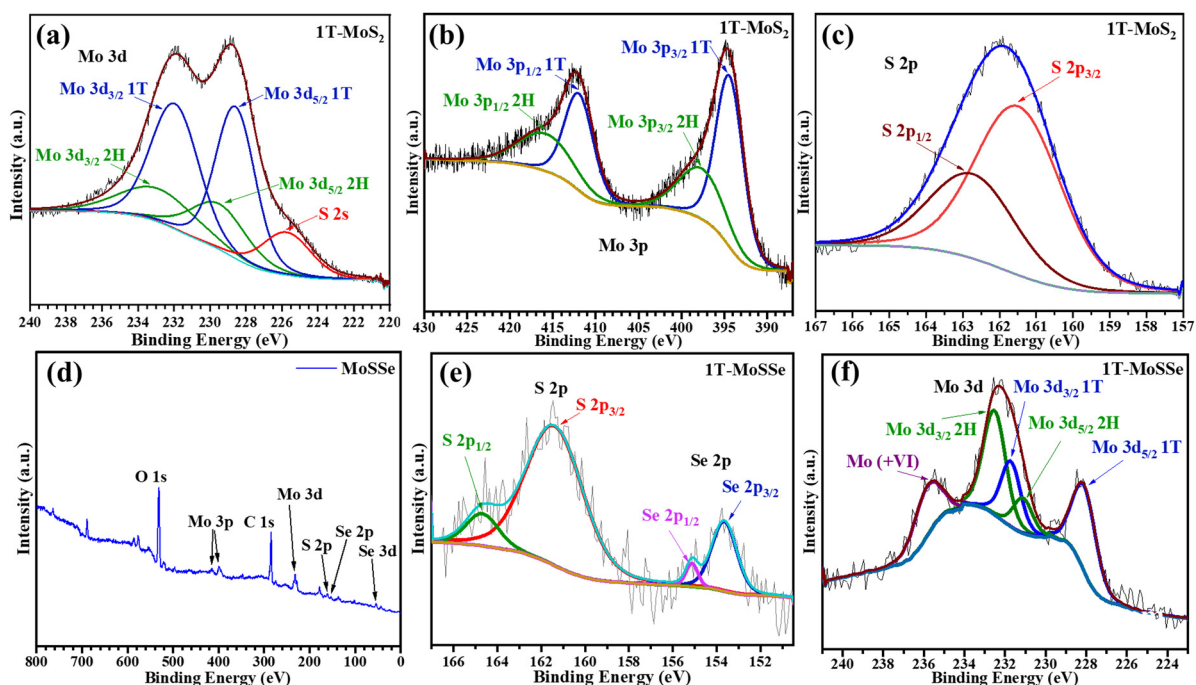 (a)
1T-MoS₂
Mo 3d
Mo 3d₃/₂ 1T
Mo 3d₅/₂ 1T
Mo 3d₃/₂ 2H
Mo 3d₅/₂ 2H
S 2s
Intensity (a.u.)
240 238 236 234 232 230 228 226 224 222 220
Binding Energy (eV)
(b)
1T-MoS₂
Mo 3p₃/₂ 1T
Mo 3p₁/₂ 1T
Mo 3p₁/₂ 2H
Mo 3p₃/₂ 2H
Mo 3p
Intensity (a.u.)
430 425 420 415 410 405 400 395 390
Binding Energy (eV)
(c)
1T-MoS₂
S 2p
S 2p₃/₂
S 2p₁/₂
Intensity (a.u.)
167 166 165 164 163 162 161 160 159 158 157
Binding Energy (eV)
(d)
MoSSe
O 1s
Mo 3p
C 1s
Mo 3d
S 2p
Se 2p
Se 3d
Intensity (a.u.)
800 700 600 500 400 300 200 100 0
Binding Energy (eV)
(e)
1T-MoSSe
S 2p
S 2p₃/₂
S 2p₁/₂
Se 2p
Se 2p₃/₂
Se 2p₁/₂
Intensity (a.u.)
166 164 162 160 158 156 154 152
Binding Energy (eV)
(f)
1T-MoSSe
Mo 3d
Mo 3d₃/₂ 1T
Mo 3d₃/₂ 2H
Mo 3d₅/₂ 2H
Mo 3d₅/₂ 1T
Mo (+VI)
Intensity (a.u.)
240 238 236 234 232 230 228 226 224
Binding Energy (eV)